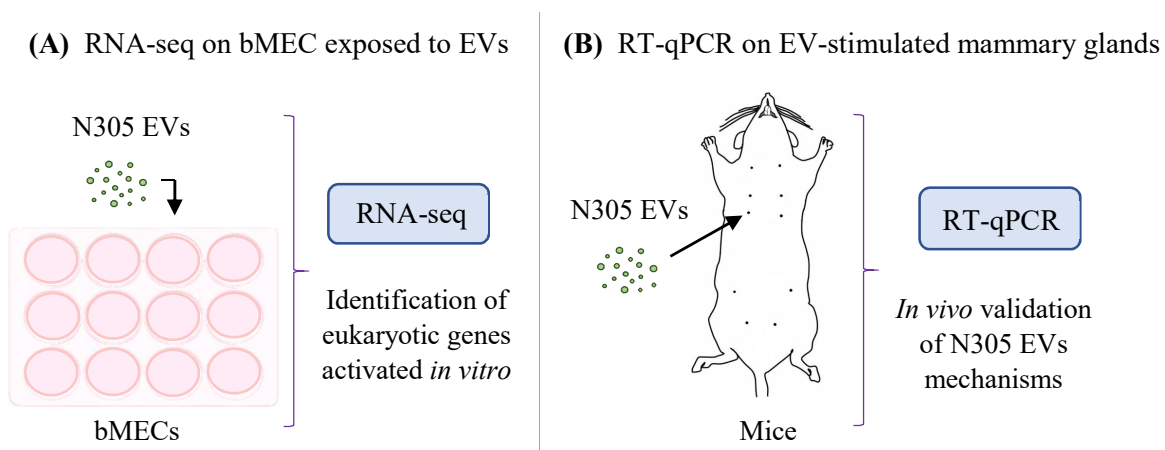 (A) RNA-seq on bMEC exposed to EVs
N305 EVs
RNA-seq
Identification of
eukaryotic genes
activated in vitro
bMECs
(B) RT-qPCR on EV-stimulated mammary glands
N305 EVs
RT-qPCR
In vivo validation
of N305 EVs
mechanisms
Mice